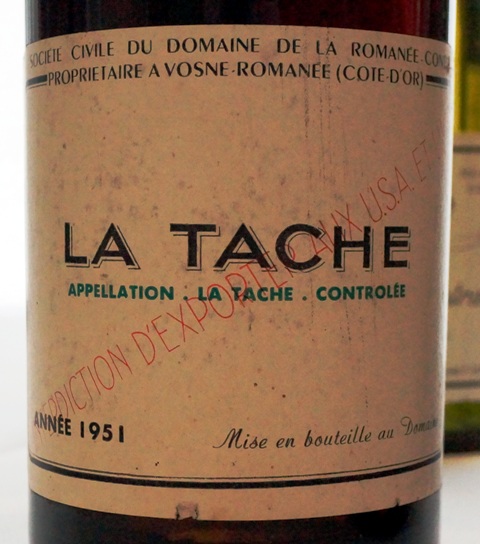 SOCIETE CIVILE DU DOMAINE DE LA ROMANÉE-CONTI
PROPRIETAIRE A VOSNE-ROMANÉE (COTE-D'OR)
LA TACHE
APPELLATION . LA TACHE . CONTROLÉE
INTERDICTION D'EXPORTER AUX U.S.A. ET
ANNÉE 1951
Mise en bouteille au Domaine